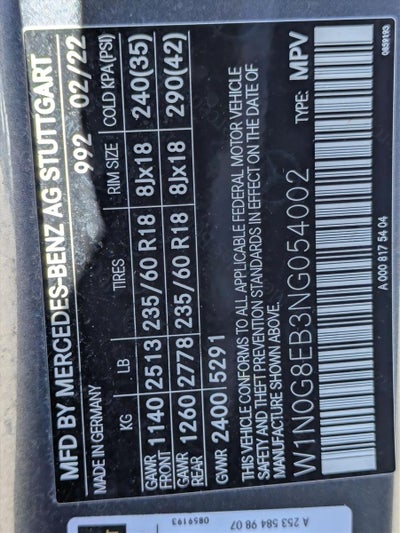 MFD BY MERCEDES-BENZ AG STUTTGART
MADE IN GERMANY 992 02/22
KG LB TIRES RIM SIZE COLD KPA(PSI)
GAWR FRONT 1140 2513 235/60 R18 8Jx18 240(35)
GAWR REAR 1260 2778 235/60 R18 8Jx18 290(42)
GVWR 2400 5291
THIS VEHICLE CONFORMS TO ALL APPLICABLE FEDERAL MOTOR VEHICLE
SAFETY AND THEFT PREVENTION STANDARDS IN EFFECT ON THE DATE OF
MANUFACTURE SHOWN ABOVE.
W1N0G8EB3NG054002 TYPE: MPV
A 000 817 54 04
0859193
A 253 584 98 07
0859193